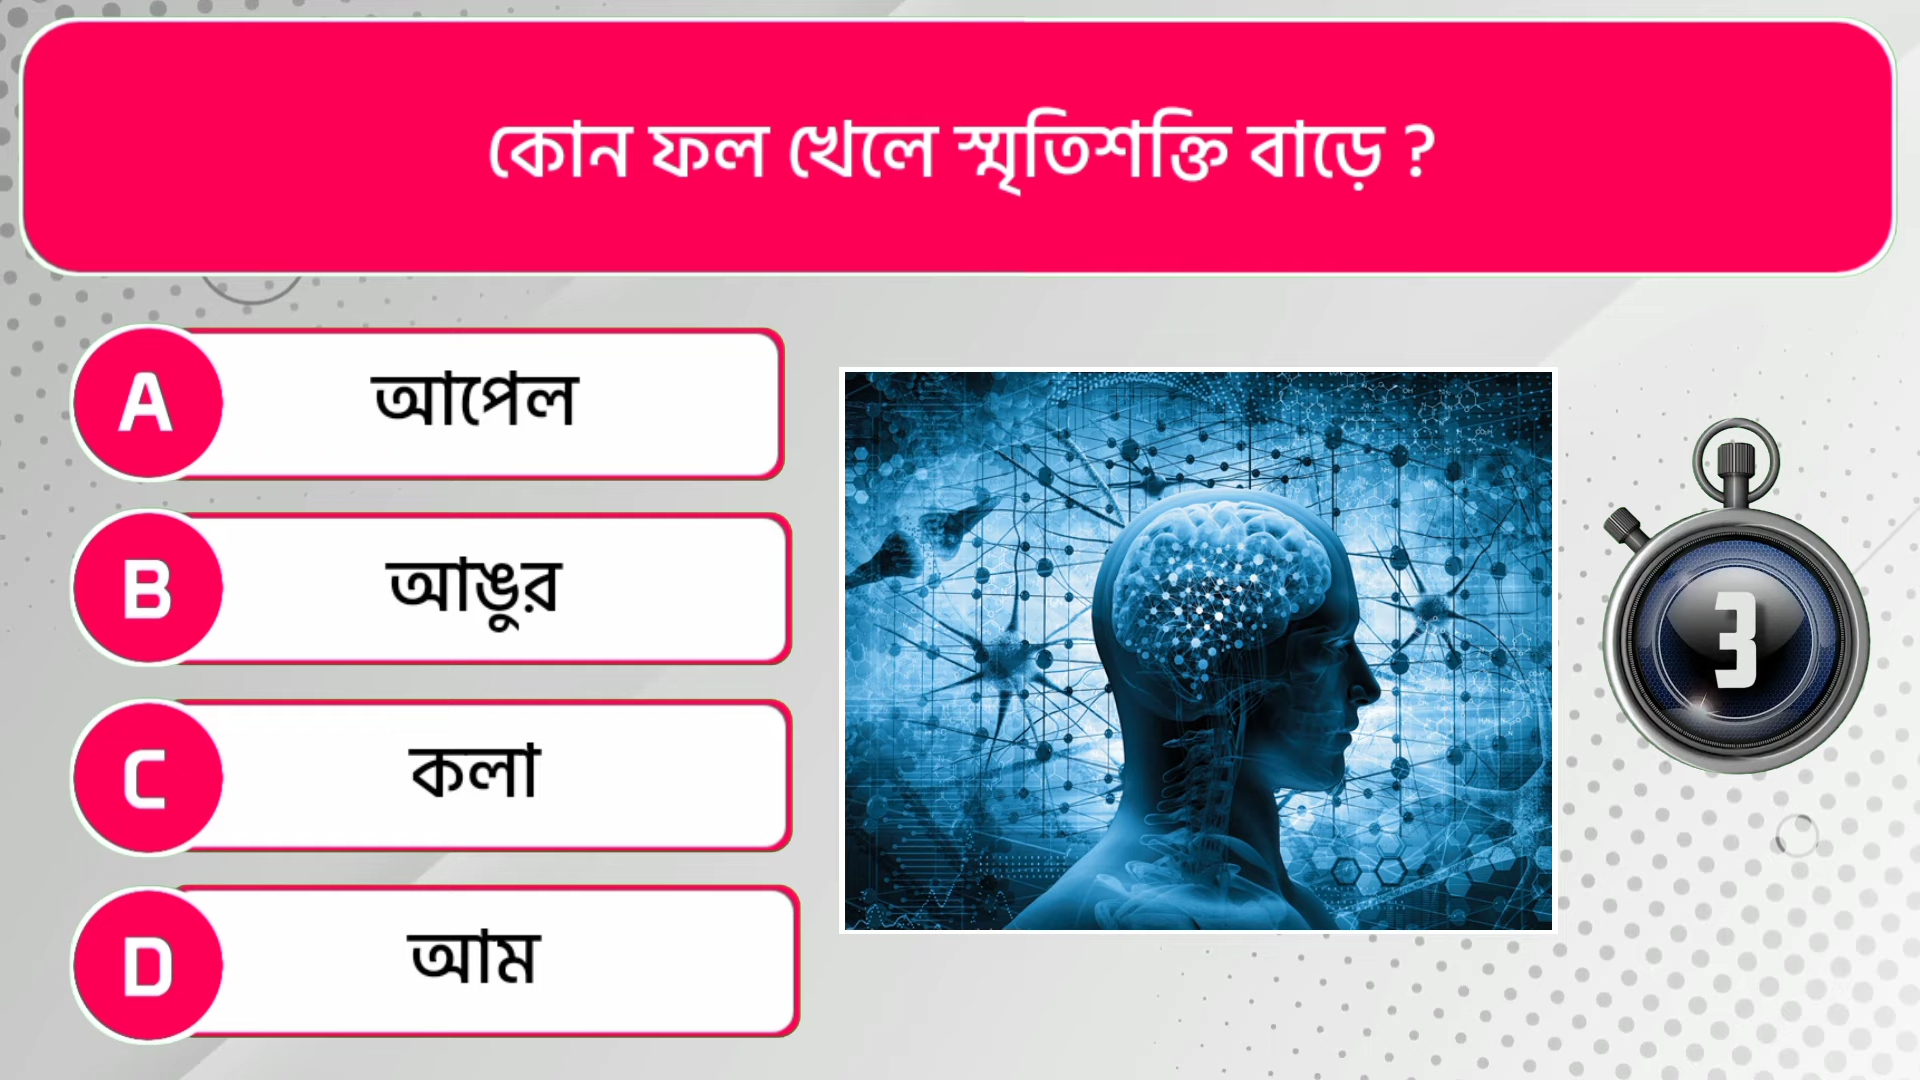 কোন ফল খেলে স্মৃতিশক্তি বাড়ে ?
A আপেল
B আঙুর
C কলা
D আম
3